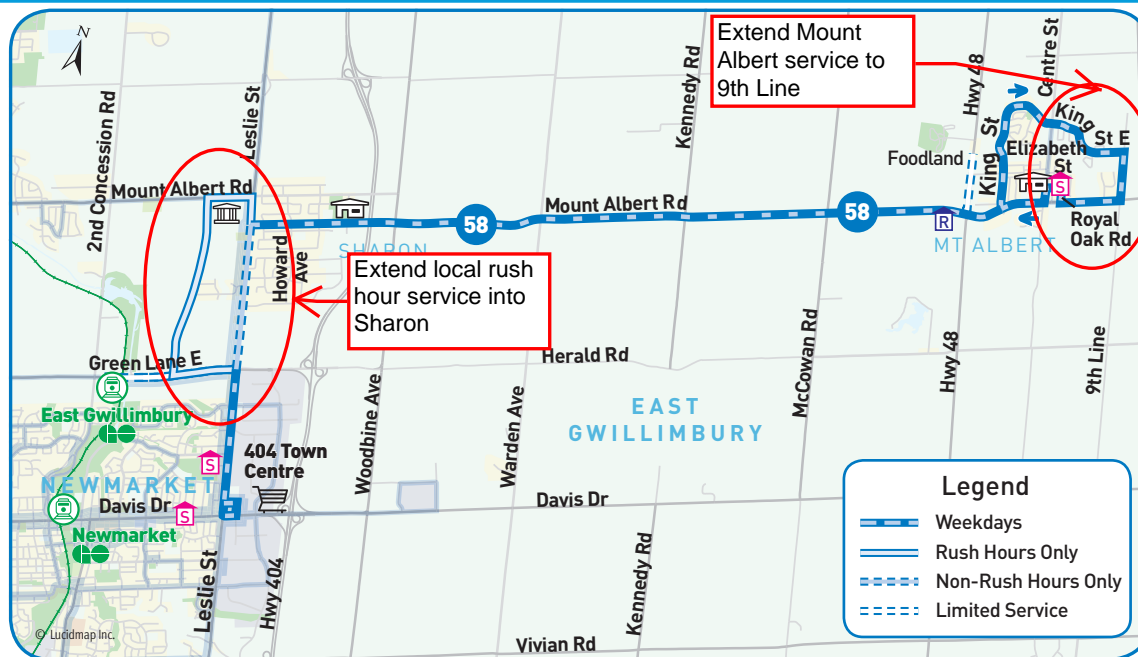 Extend Mount
Albert service to
9th Line
N
2nd Concession Rd
Leslie St
Kennedy Rd
Hwy 48
Centre St
King
St E
King St
Elizabeth
St
Foodland
Mount Albert Rd
Mount Albert Rd
58
58
S
R
Royal
Oak Rd
MT ALBERT
SHARON
Howard
Ave
Extend local rush
hour service into
Sharon
Green Lane E
Herald Rd
East Gwillimbury
EAST
GWILLIMBURY
Woodbine Ave
Warden Ave
McCowan Rd
Hwy 48
9th Line
404 Town
Centre
S
NEWMARKET
Davis Dr
S
Davis Dr
Newmarket
Leslie St
Hwy 404
Kennedy Rd
Vivian Rd
Legend
Weekdays
Rush Hours Only
Non-Rush Hours Only
Limited Service
© Lucidmap Inc.